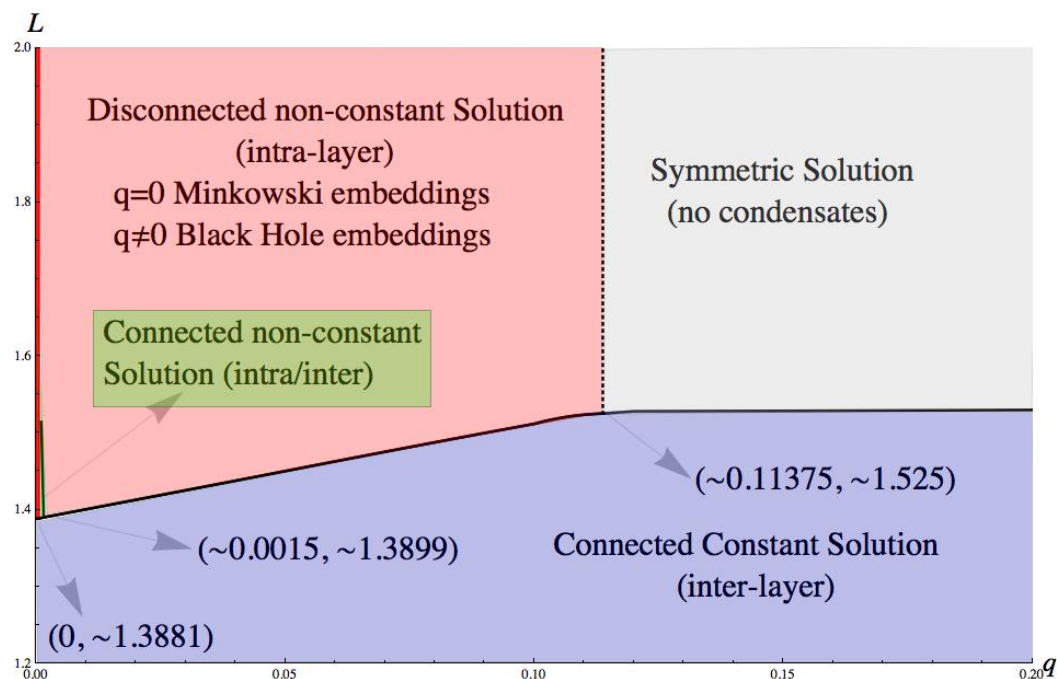 L
2.0
Disconnected non-constant Solution
(intra-layer)
q=0 Minkowski embeddings
q≠0 Black Hole embeddings
Symmetric Solution
(no condensates)
1.8
Connected non-constant
Solution (intra/inter)
1.6
(~0.11375, ~1.525)
1.4
(~0.0015, ~1.3899)
Connected Constant Solution
(inter-layer)
(0, ~1.3881)
1.2
0.00
0.05
0.10
0.15
0.20
q